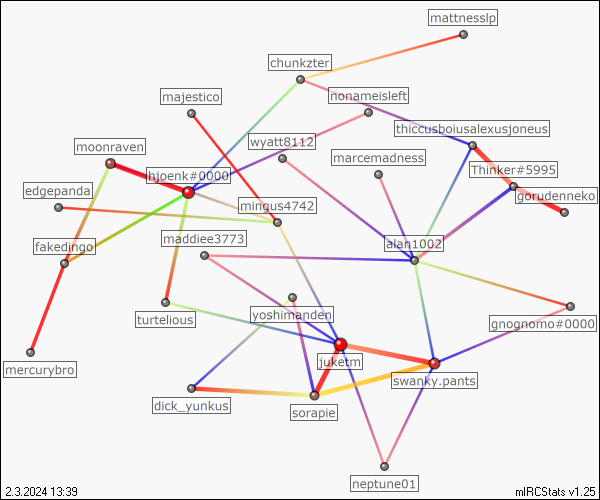 mattnesslp
chunkzter
majestico
nonameisleft
thiccusboiusalexusjoneus
wyatt8112
moonraven
marcemadness
hjoenk#0000
Thinker#5995
edgepanda
gorudenneko
mingus4742
maddiee3773
fakedingo
alan1002
yoshimanden
turtelious
gnognomo#0000
juketm
mercurybro
swanky.pants
dick_yunkus
sorapie
neptune01
2.3.2024 13:39
mIRCStats v1.25